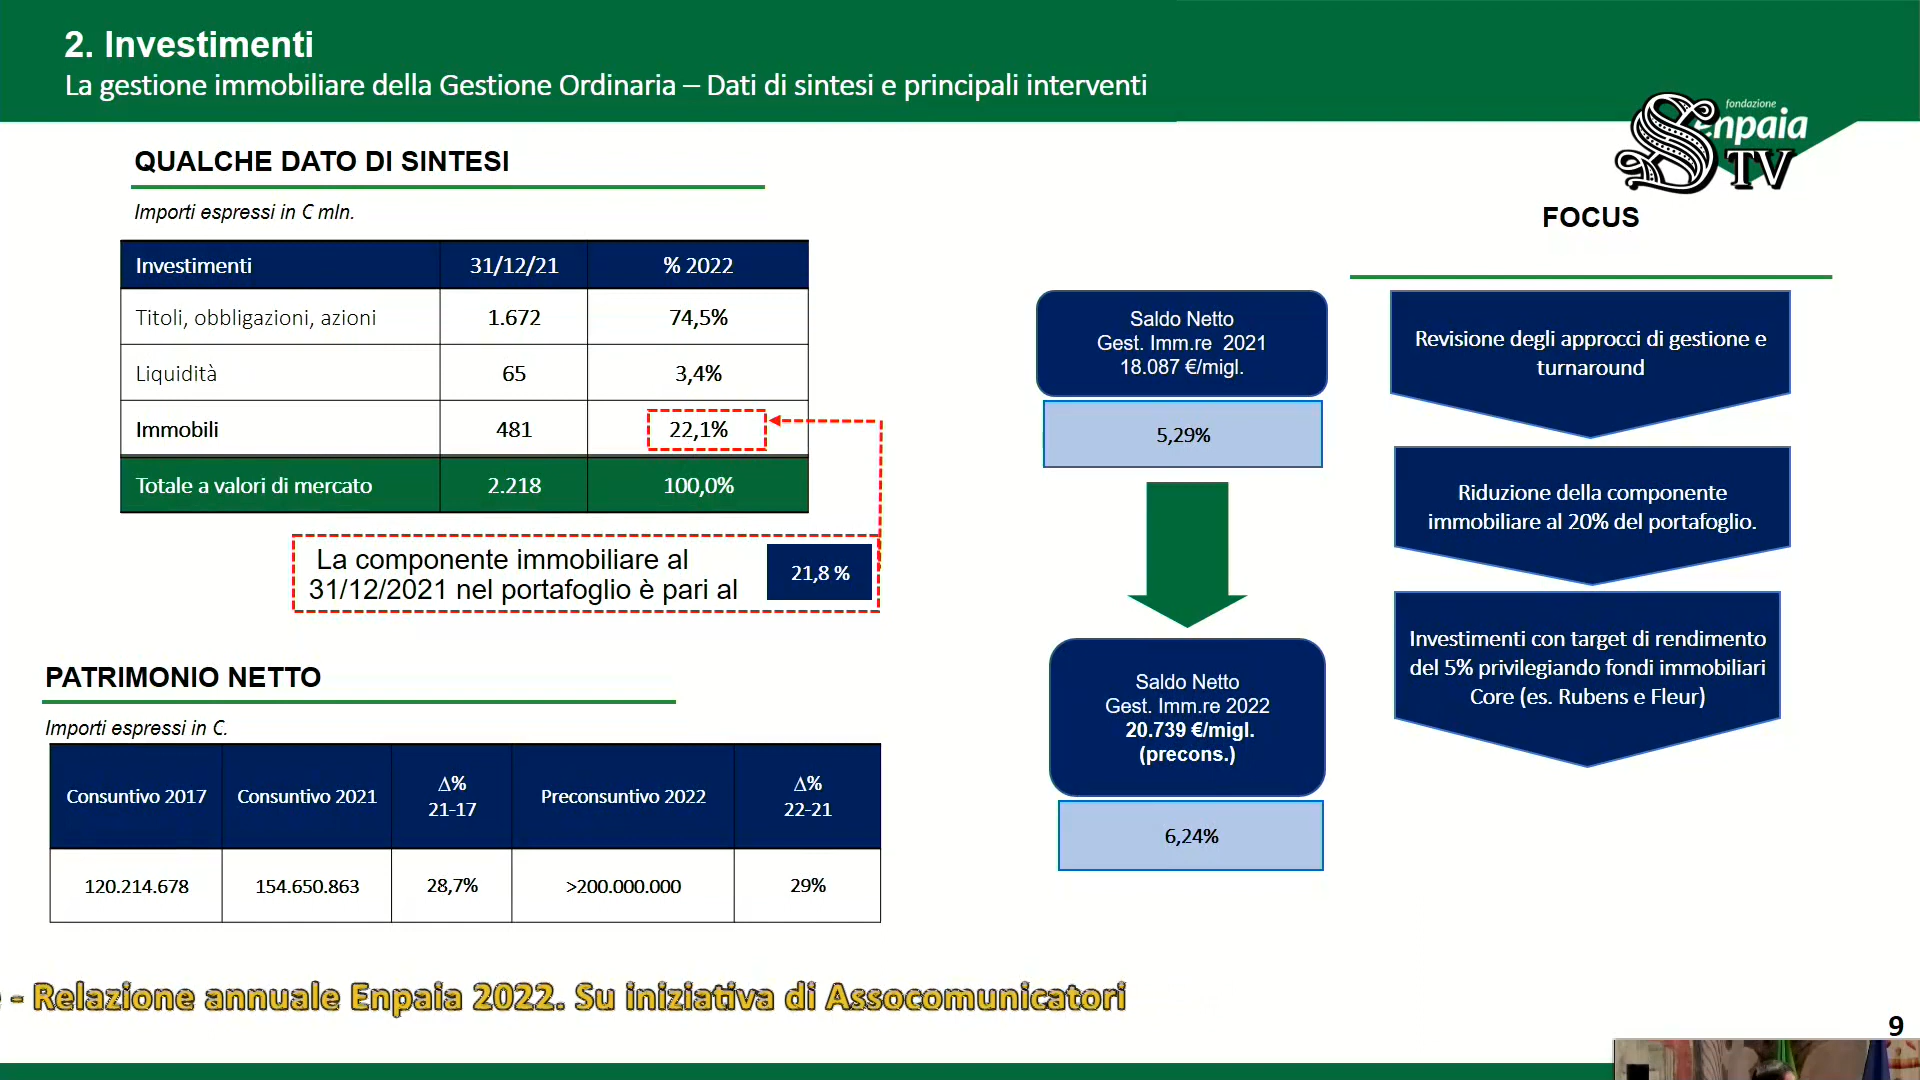 2. Investimenti
La gestione immobiliare della Gestione Ordinaria – Dati di sintesi e principali interventi
fondazione
Enpaia
S TV
QUALCHE DATO DI SINTESI
Importi espressi in C mln.
Investimenti 31/12/21 % 2022
Titoli, obbligazioni, azioni 1.672 74,5%
Liquidità 65 3,4%
Immobili 481 22,1%
Totale a valori di mercato 2.218 100,0%
La componente immobiliare al
31/12/2021 nel portafoglio è pari al
21,8 %
PATRIMONIO NETTO
Importi espressi in C.
Consuntivo 2017 Consuntivo 2021 Δ% 21-17 Preconsuntivo 2022 Δ% 22-21
120.214.678 154.650.863 28,7% >200.000.000 29%
Saldo Netto
Gest. Imm.re 2021
18.087 €/migl.
5,29%
Saldo Netto
Gest. Imm.re 2022
20.739 €/migl.
(precons.)
6,24%
FOCUS
Revisione degli approcci di gestione e
turnaround
Riduzione della componente
immobiliare al 20% del portafoglio.
Investimenti con target di rendimento
del 5% privilegiando fondi immobiliari
Core (es. Rubens e Fleur)
- Relazione annuale Enpaia 2022. Su iniziativa di Assocomunicatori
9